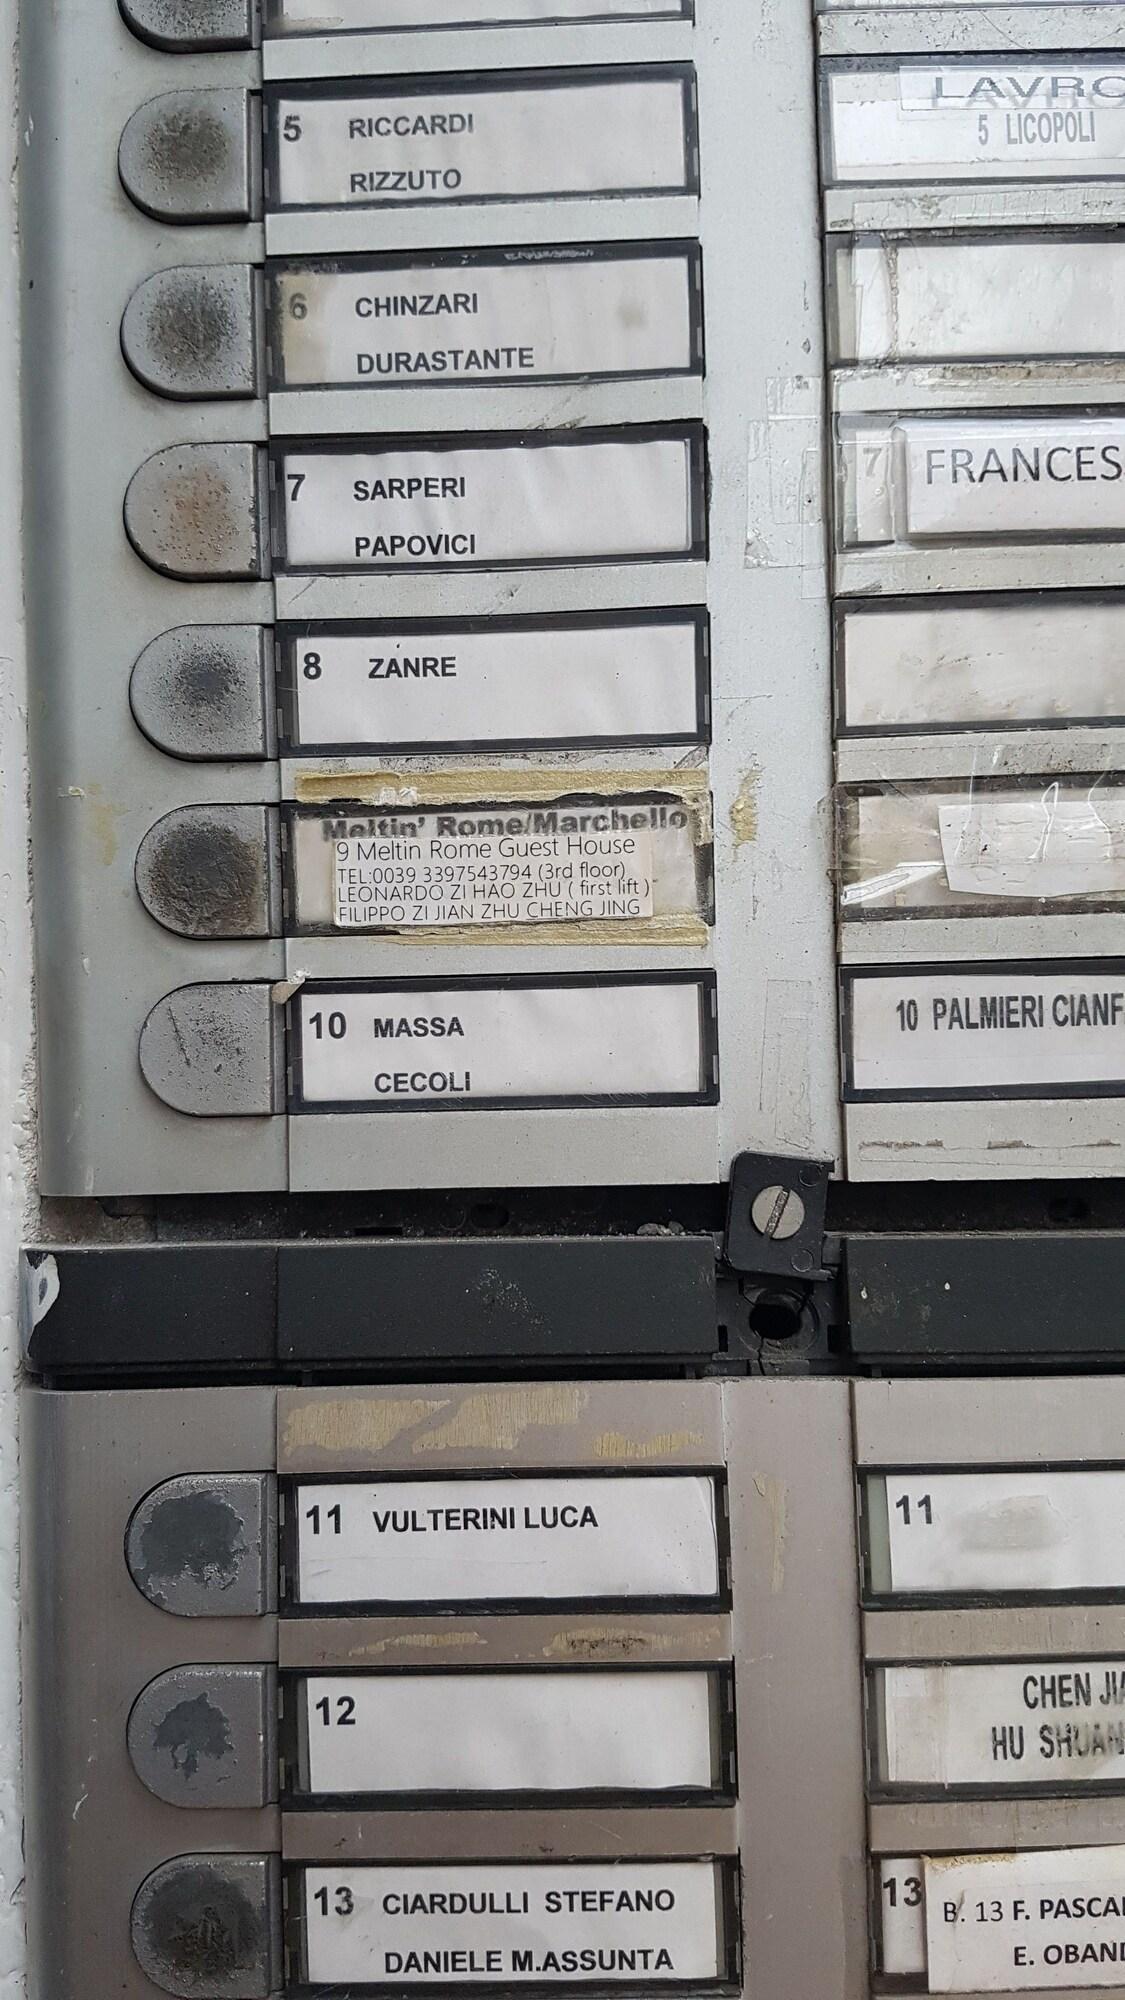 5 RICCARDI
RIZZUTO
6 CHINZARI
DURASTANTE
7 SARPERI
PAPOVICI
8 ZANRE
Meltin' Rome/Marchello
9 Meltin Rome Guest House
TEL:0039 3397543794 (3rd floor)
LEONARDO ZI HAO ZHU ( first lift )
FILIPPO ZI JIAN ZHU CHENG JING
10 MASSA
CECOLI
11 VULTERINI LUCA
12
13 CIARDULLI STEFANO
DANIELE M.ASSUNTA
LAVRO
5 LICOPOLI
7 FRANCES
10 PALMIERI CIANF
11
CHEN JIA
HU SHUAN
13 B. 13 F. PASCAL
E. OBAND